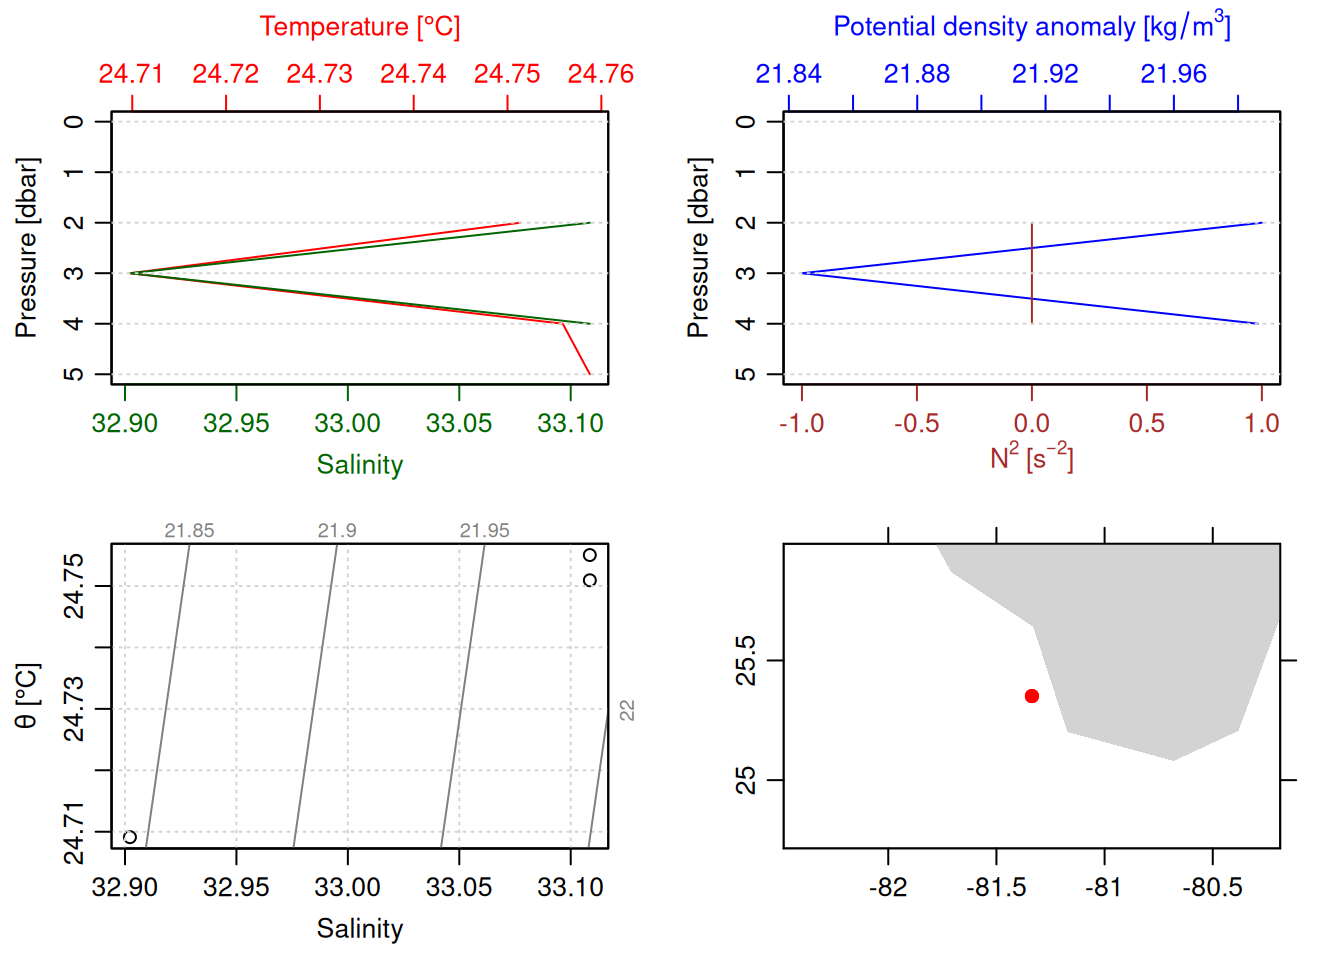 Temperature [°C]
24.71 24.72 24.73 24.74 24.75 24.76
Pressure [dbar]
0
1
2
3
4
5
32.90 32.95 33.00 33.05 33.10
Salinity
Potential density anomaly [kg/m³]
21.84 21.88 21.92 21.96
Pressure [dbar]
0
1
2
3
4
5
-1.0 -0.5 0.0 0.5 1.0
N² [s⁻²]
21.85 21.9 21.95
22
θ [°C]
24.75
24.73
24.71
32.90 32.95 33.00 33.05 33.10
Salinity
25.5
25
-82 -81.5 -81 -80.5